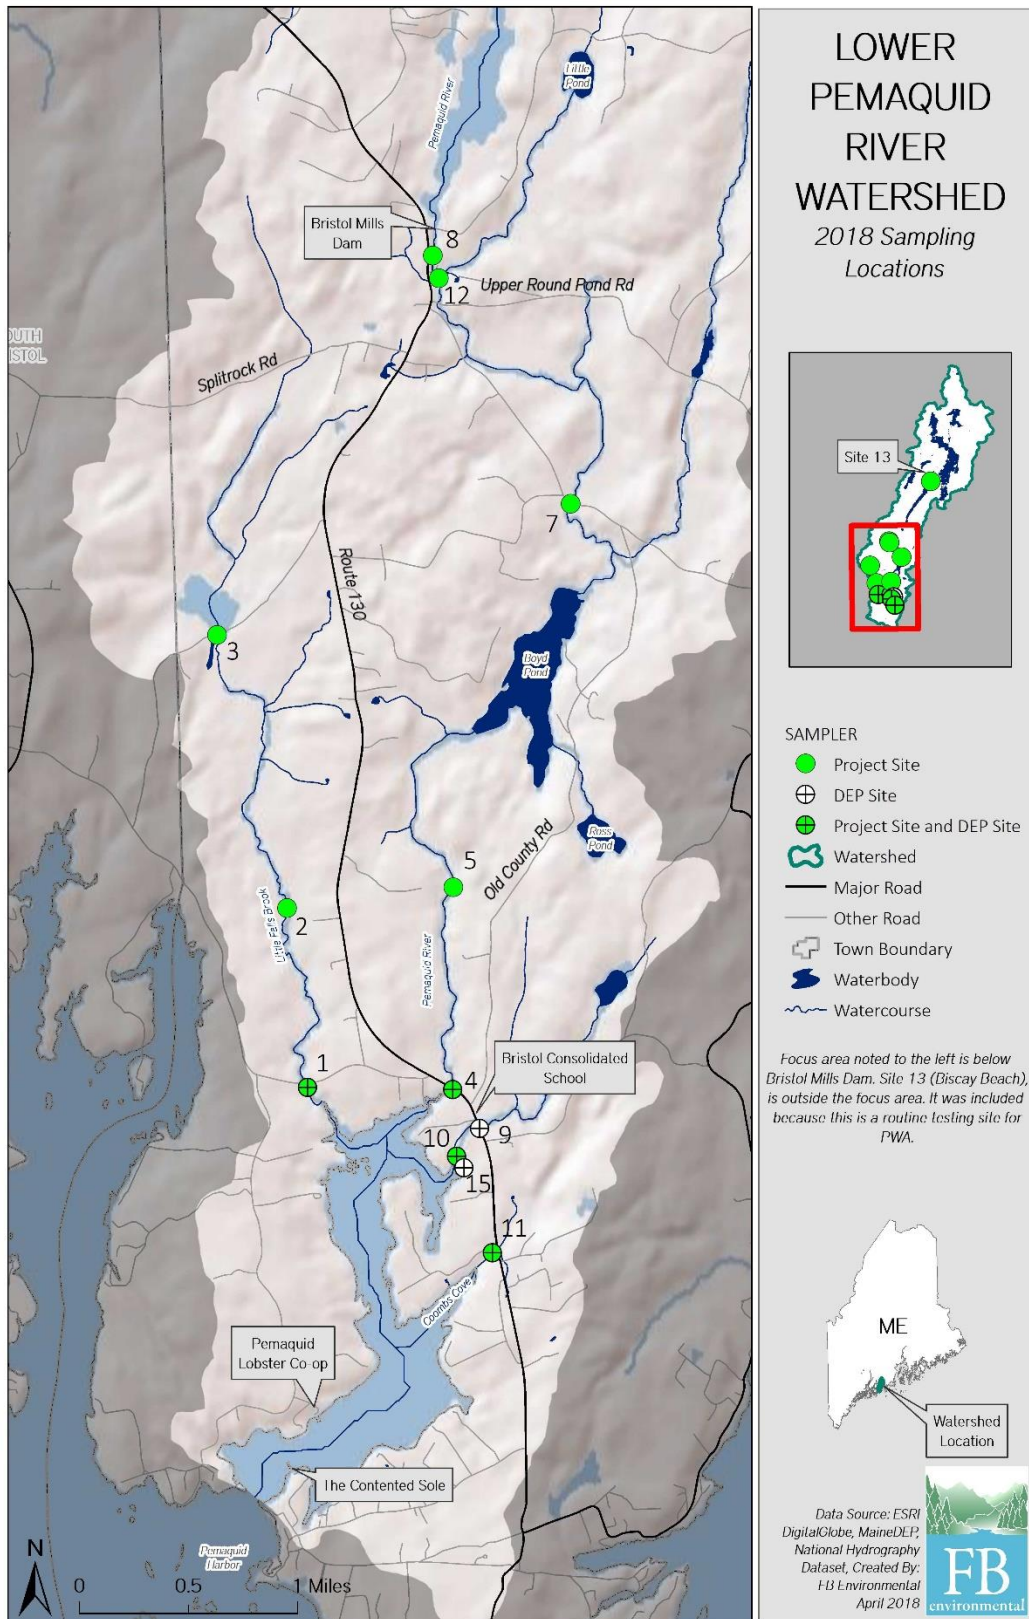 LOWER
PEMAQUID
RIVER
WATERSHED
2018 Sampling
Locations
Little
Pond
Pemaquid River
Bristol Mills
Dam
8
12
Upper Round Pond Rd
OUTH
ISTOL
Splitrock Rd
7
Route 130
3
Boyd
Pond
Ross
Pond
Old County Rd
5
2
Little Falls Brook
Pemaquid River
Bristol Consolidated
School
1
4
9
10
15
11
Coombs Cove
Pemaquid
Lobster Co-op
The Contented Sole
Pemaquid
Harbor
N
0 0.5 1 Miles
Site 13
SAMPLER
Project Site
DEP Site
Project Site and DEP Site
Watershed
Major Road
Other Road
Town Boundary
Waterbody
Watercourse
Focus area noted to the left is below
Bristol Mills Dam. Site 13 (Biscay Beach),
is outside the focus area. It was included
because this is a routine testing site for
PWA.
ME
Watershed
Location
Data Source: ESRI
DigitalGlobe, MaineDEP,
National Hydrography
Dataset, Created By:
FB Environmental
April 2018
FB
environmental